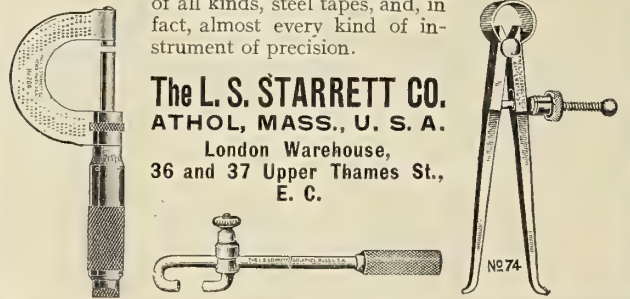 of all kinds, steel tapes, and, in
fact, almost every kind of in-
strument of precision.
The L. S. STARRETT CO.
ATHOL, MASS., U. S. A.
London Warehouse,
36 and 37 Upper Thames St.,
E. C.
No 74